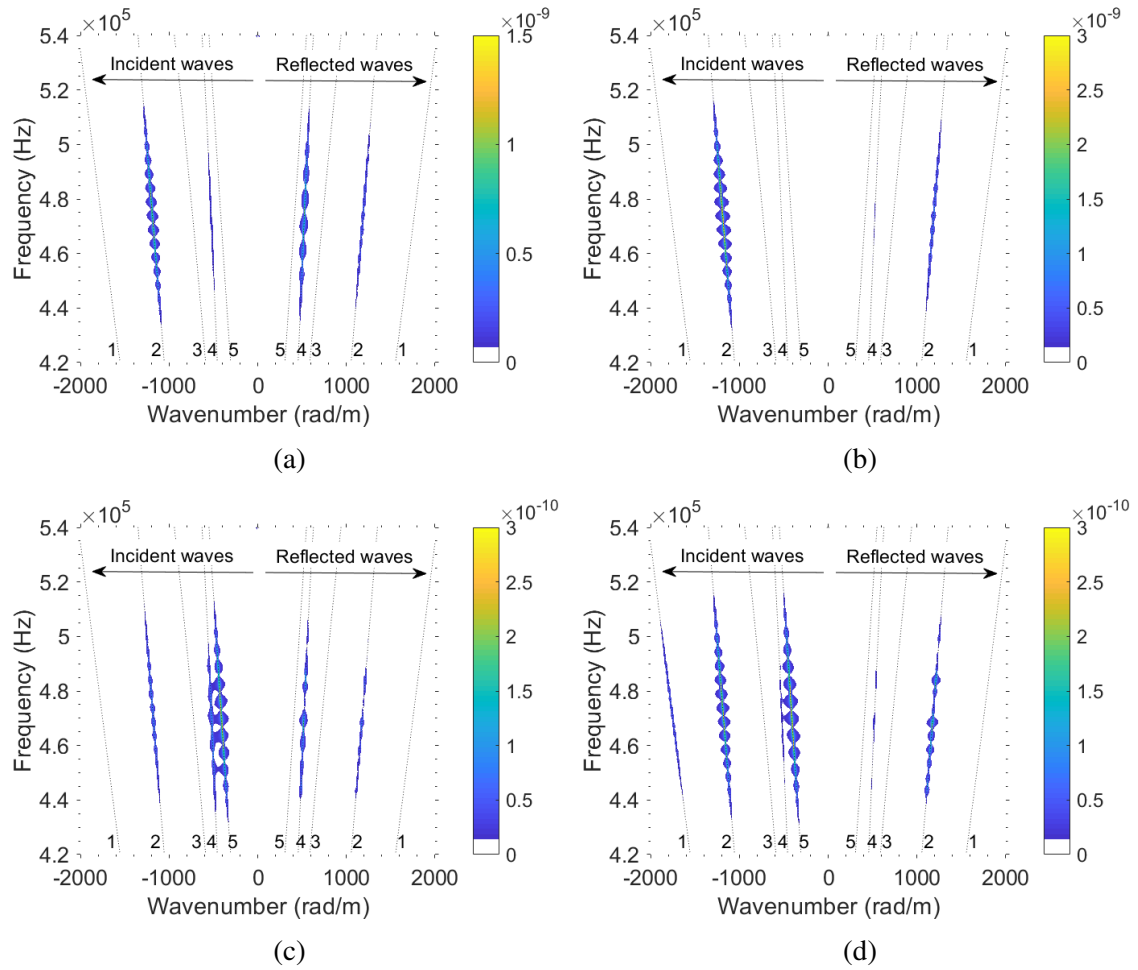 ×10⁵
×10⁻⁹
5.4
5.2
5
4.8
4.6
4.4
4.2
Frequency (Hz)
Incident waves
Reflected waves
1 2 3 4 5 5 4 3 2 1
-2000 -1000 0 1000 2000
Wavenumber (rad/m)
1.5
1
0.5
0
(a)
×10⁵
×10⁻⁹
5.4
5.2
5
4.8
4.6
4.4
4.2
Frequency (Hz)
Incident waves
Reflected waves
1 2 3 4 5 5 4 3 2 1
-2000 -1000 0 1000 2000
Wavenumber (rad/m)
3
2.5
2
1.5
1
0.5
0
(b)
×10⁵
×10⁻¹⁰
5.4
5.2
5
4.8
4.6
4.4
4.2
Frequency (Hz)
Incident waves
Reflected waves
1 2 3 4 5 5 4 3 2 1
-2000 -1000 0 1000 2000
Wavenumber (rad/m)
3
2.5
2
1.5
1
0.5
0
(c)
×10⁵
×10⁻¹⁰
5.4
5.2
5
4.8
4.6
4.4
4.2
Frequency (Hz)
Incident waves
Reflected waves
1 2 3 4 5 5 4 3 2 1
-2000 -1000 0 1000 2000
Wavenumber (rad/m)
3
2.5
2
1.5
1
0.5
0
(d)